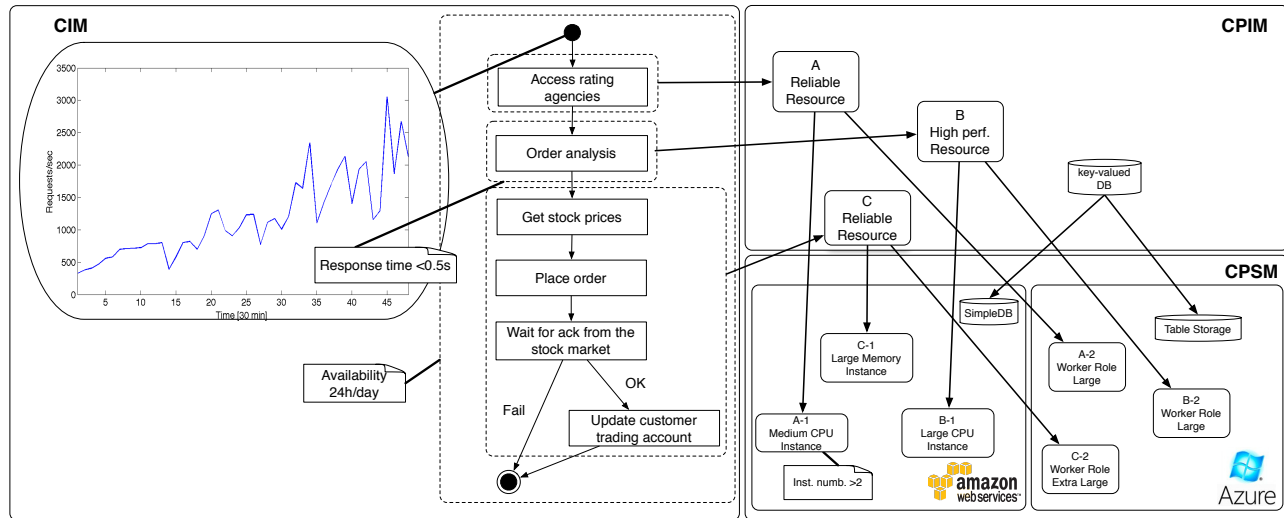 CIM
3500
3000
2500
2000
1500
1000
500
0
Requests/sec
5
10
15
20
25
30
35
40
45
Time [30 min]
Response time <0.5s
Availability
24h/day
Access rating
agencies
Order analysis
Get stock prices
Place order
Wait for ack from the
stock market
Fail
OK
Update customer
trading account
CPIM
A
Reliable
Resource
B
High perf.
Resource
key-valued
DB
C
Reliable
Resource
CPSM
SimpleDB
Table Storage
C-1
Large Memory
Instance
A-2
Worker Role
Large
B-2
Worker Role
Large
A-1
Medium CPU
Instance
B-1
Large CPU
Instance
C-2
Worker Role
Extra Large
Inst. numb. >2
amazon
webservices™
Azure